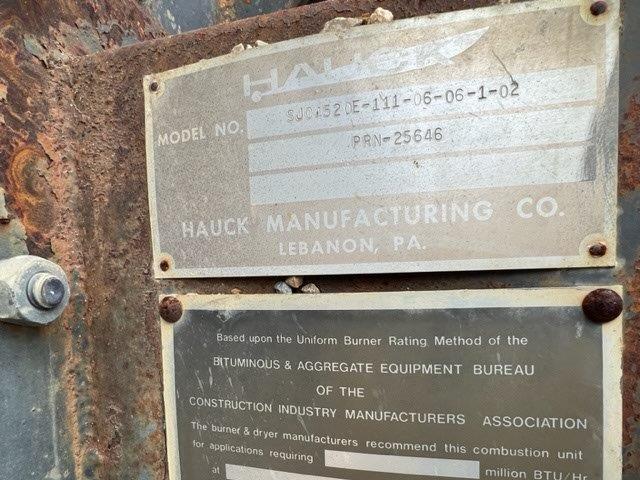 HAUCK
MODEL NO. SJO4520E-111-06-06-1-02
PRN-25646
HAUCK MANUFACTURING CO.
LEBANON, PA.
Based upon the Uniform Burner Rating Method of the
BITUMINOUS & AGGREGATE EQUIPMENT BUREAU
OF THE
CONSTRUCTION INDUSTRY MANUFACTURERS ASSOCIATION
The burner & dryer manufacturers recommend this combustion unit
for applications requiring million BTU/Hr
at